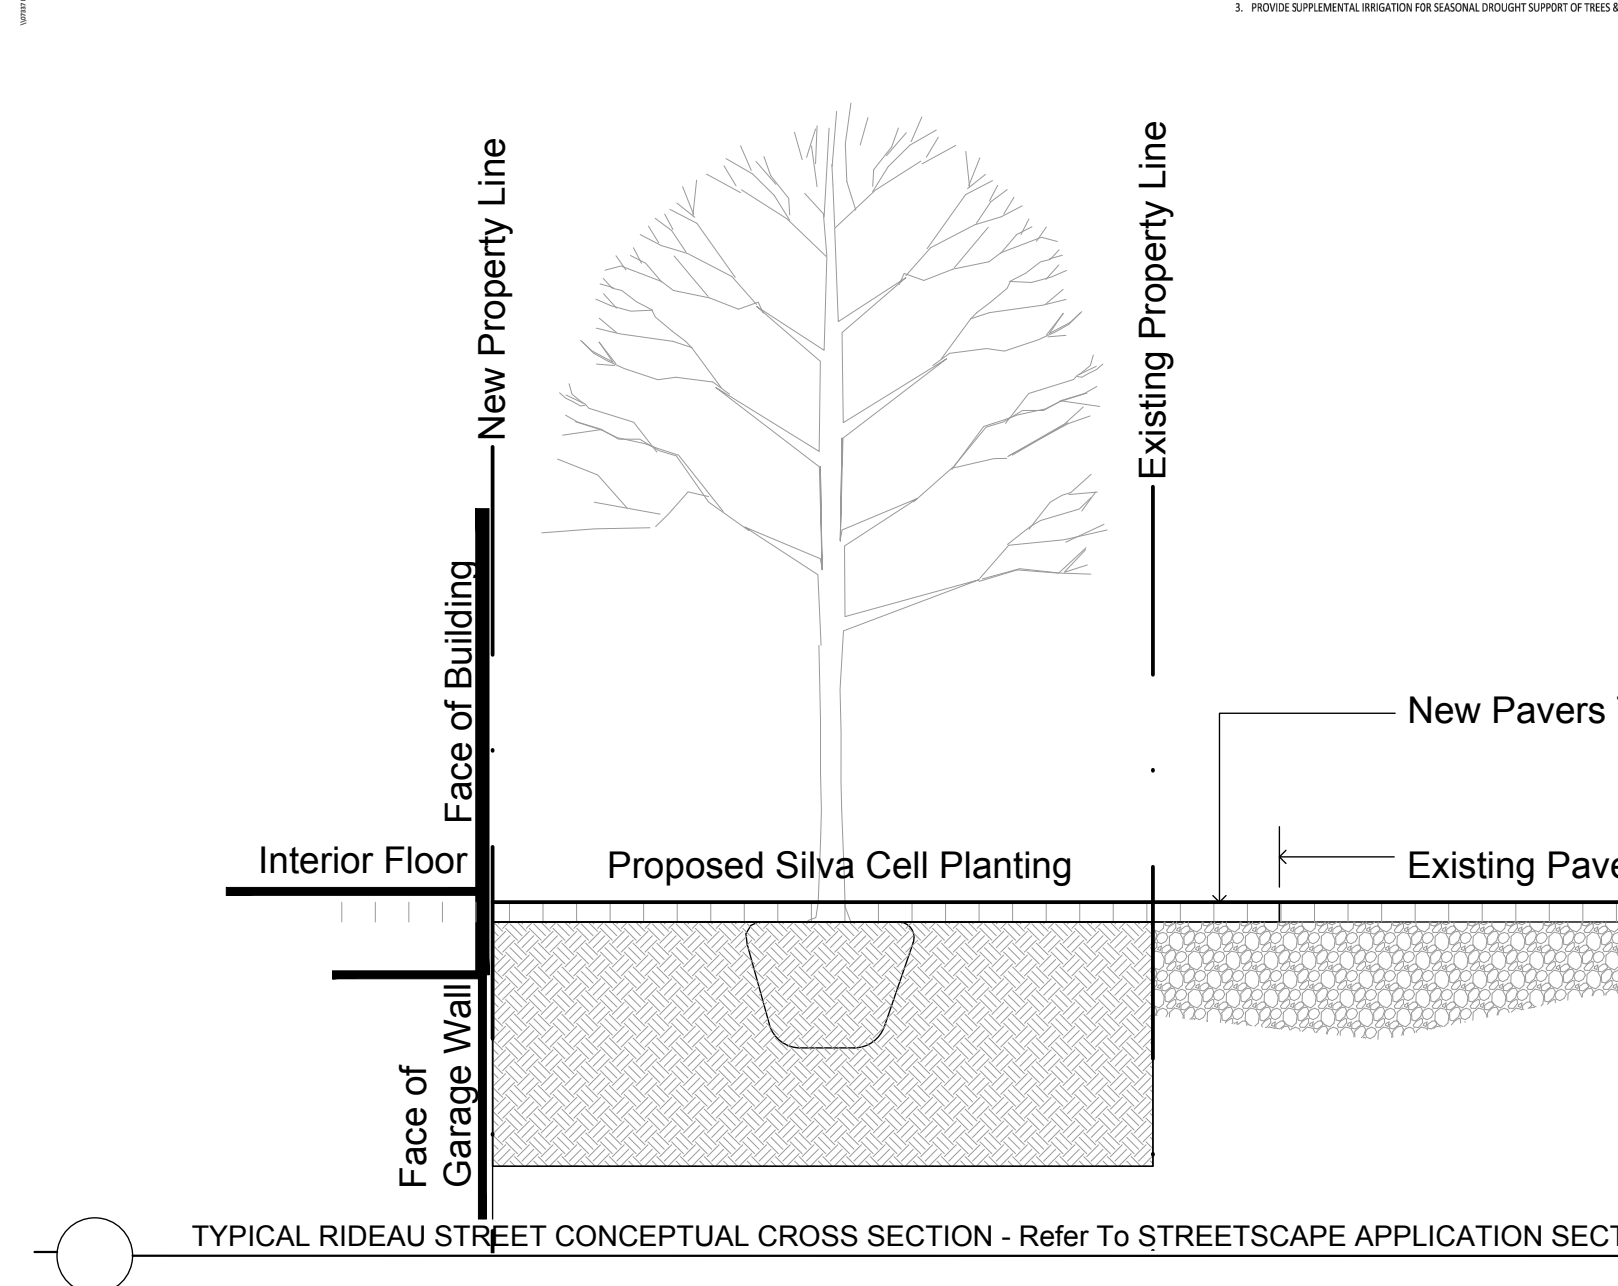 3. PROVIDE SUPPLEMENTAL IRRIGATION FOR SEASONAL DROUGHT SUPPORT OF TREES &
New Property Line
Existing Property Line
Face of Building
New Pavers
Interior Floor
Proposed Silva Cell Planting
Existing Pave
Face of
Garage Wall
TYPICAL RIDEAU STREET CONCEPTUAL CROSS SECTION - Refer To STREETSCAPE APPLICATION SECT